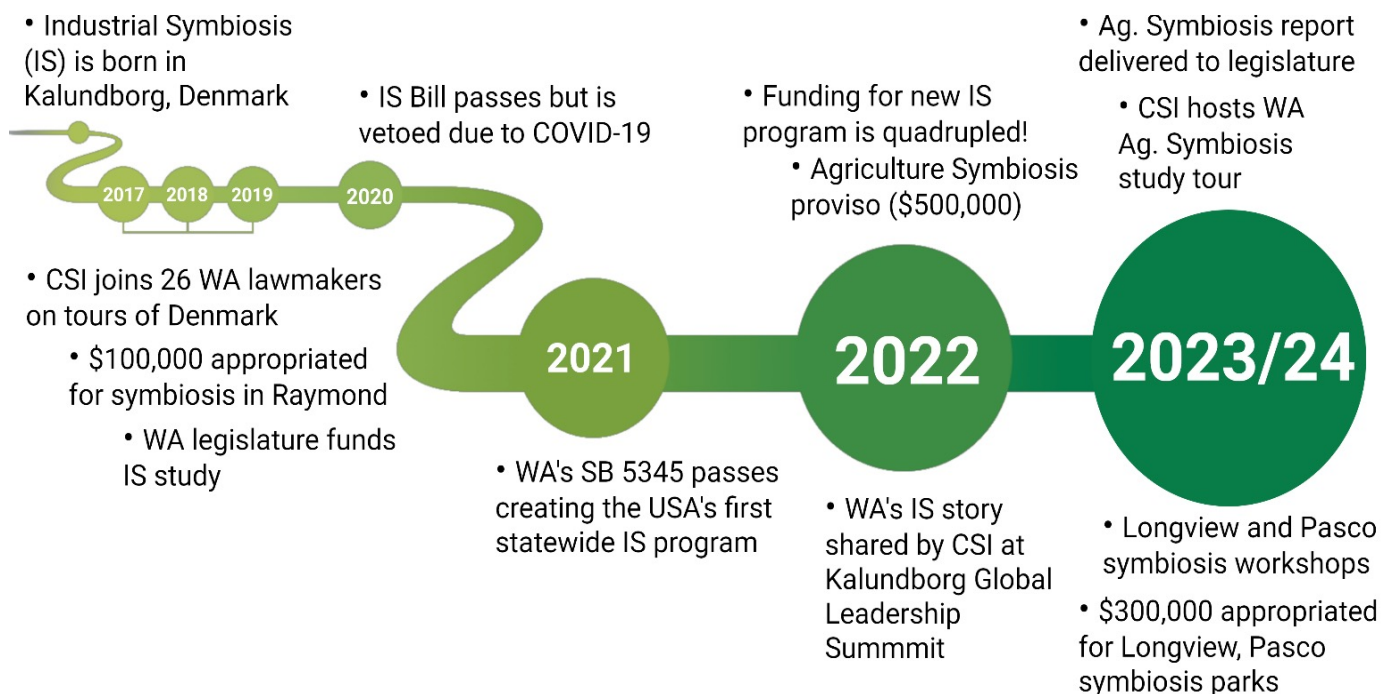 • Industrial Symbiosis
(IS) is born in
Kalundborg, Denmark
2017
2018
2019
• CSI joins 26 WA lawmakers
on tours of Denmark
• $100,000 appropriated
for symbiosis in Raymond
• WA legislature funds
IS study
• IS Bill passes but is
vetoed due to COVID-19
2020
2021
• WA's SB 5345 passes
creating the USA's first
statewide IS program
• Funding for new IS
program is quadrupled!
• Agriculture Symbiosis
proviso ($500,000)
2022
• WA's IS story
shared by CSI at
Kalundborg Global
Leadership
Summmit
• Ag. Symbiosis report
delivered to legislature
• CSI hosts WA
Ag. Symbiosis
study tour
2023/24
• Longview and Pasco
symbiosis workshops
• $300,000 appropriated
for Longview, Pasco
symbiosis parks